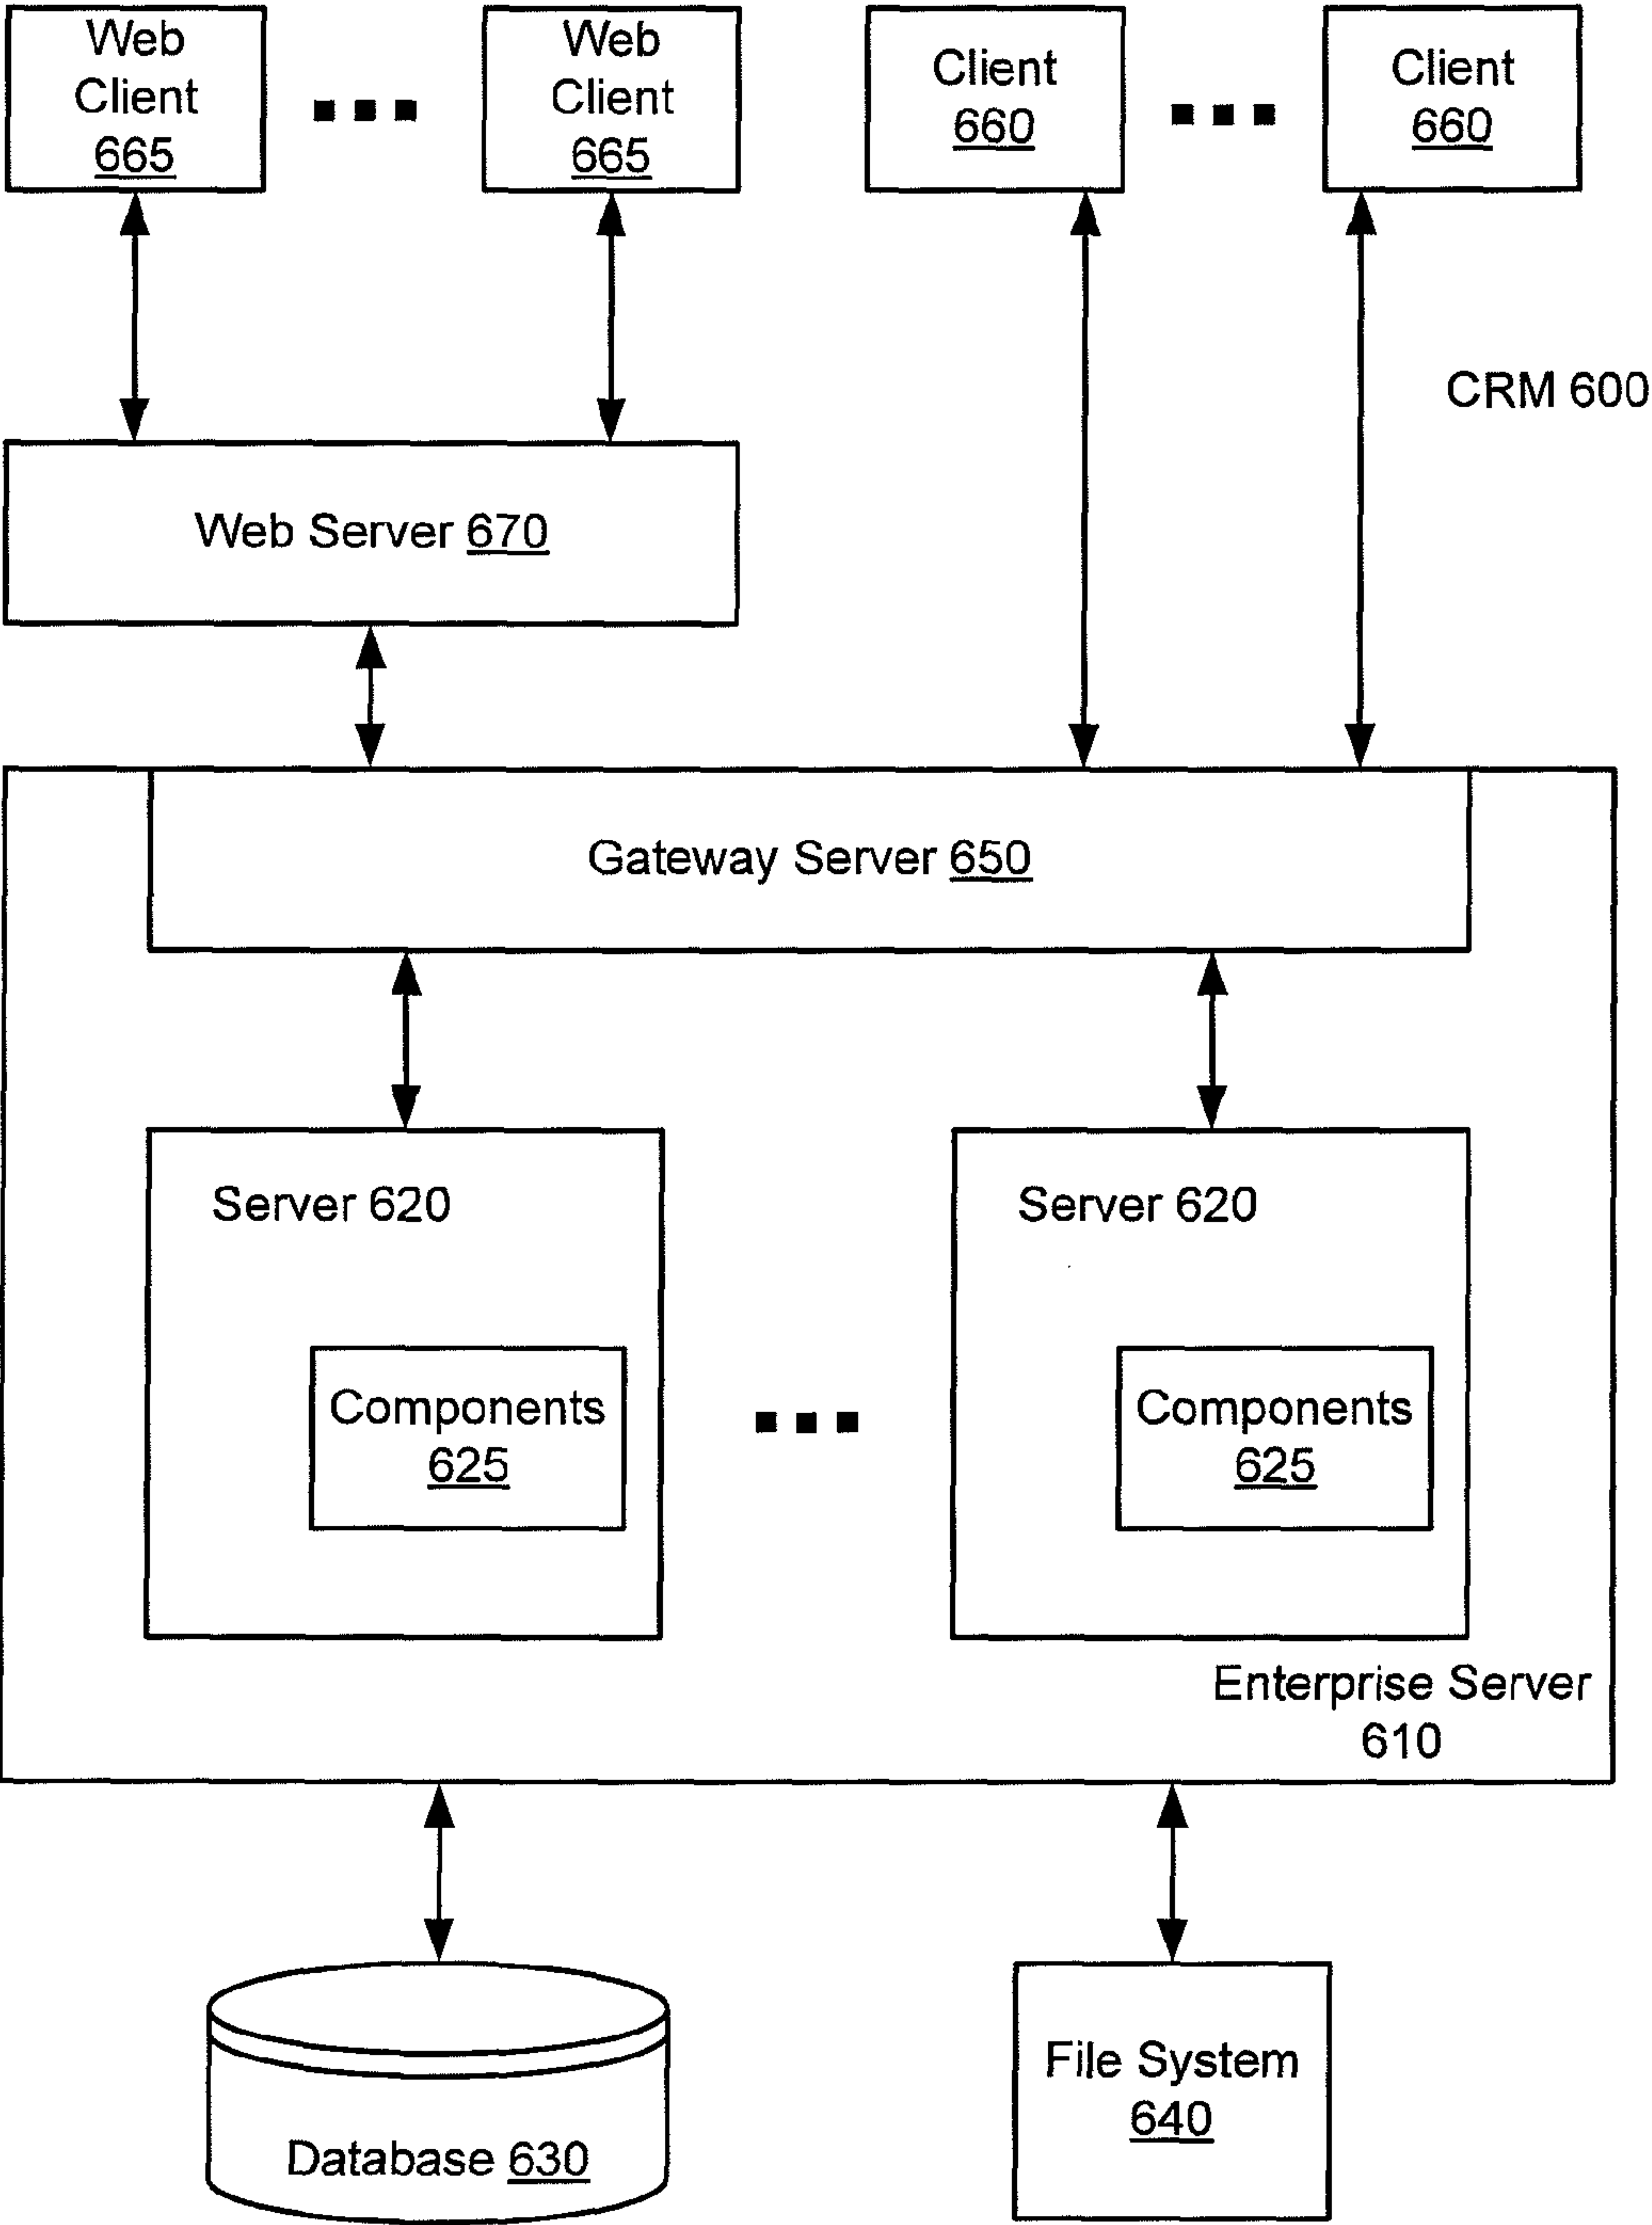 Web
Client
665
Web
Client
665
Client
660
Client
660
CRM 600
Web Server 670
Gateway Server 650
Server 620
Server 620
Components
625
Components
625
Enterprise Server
610
Database 630
File System
640